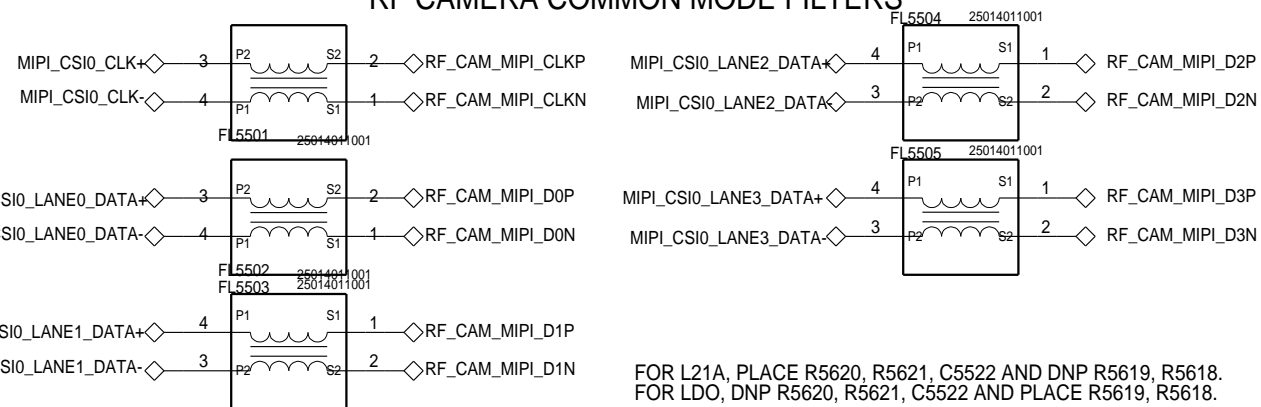 RF CAMERA COMMON MODE FILTERS
MIPI_CSI0_CLK+ 3 P2 S2 2 RF_CAM_MIPI_CLKP
MIPI_CSI0_CLK- 4 P1 S1 1 RF_CAM_MIPI_CLKN
FL5501 25014011001
SI0_LANE0_DATA+ 3 P2 S2 2 RF_CAM_MIPI_D0P
SI0_LANE0_DATA- 4 P1 S1 1 RF_CAM_MIPI_D0N
FL5502 25014011001
FL5503 25014011001
SI0_LANE1_DATA+ 4 P1 S1 1 RF_CAM_MIPI_D1P
SI0_LANE1_DATA- 3 P2 S2 2 RF_CAM_MIPI_D1N
FL5504 25014011001
MIPI_CSI0_LANE2_DATA+ 4 P1 S1 1 RF_CAM_MIPI_D2P
MIPI_CSI0_LANE2_DATA- 3 P2 S2 2 RF_CAM_MIPI_D2N
FL5505 25014011001
MIPI_CSI0_LANE3_DATA+ 4 P1 S1 1 RF_CAM_MIPI_D3P
MIPI_CSI0_LANE3_DATA- 3 P2 S2 2 RF_CAM_MIPI_D3N
FOR L21A, PLACE R5620, R5621, C5522 AND DNP R5619, R5618.
FOR LDO, DNP R5620, R5621, C5522 AND PLACE R5619, R5618.